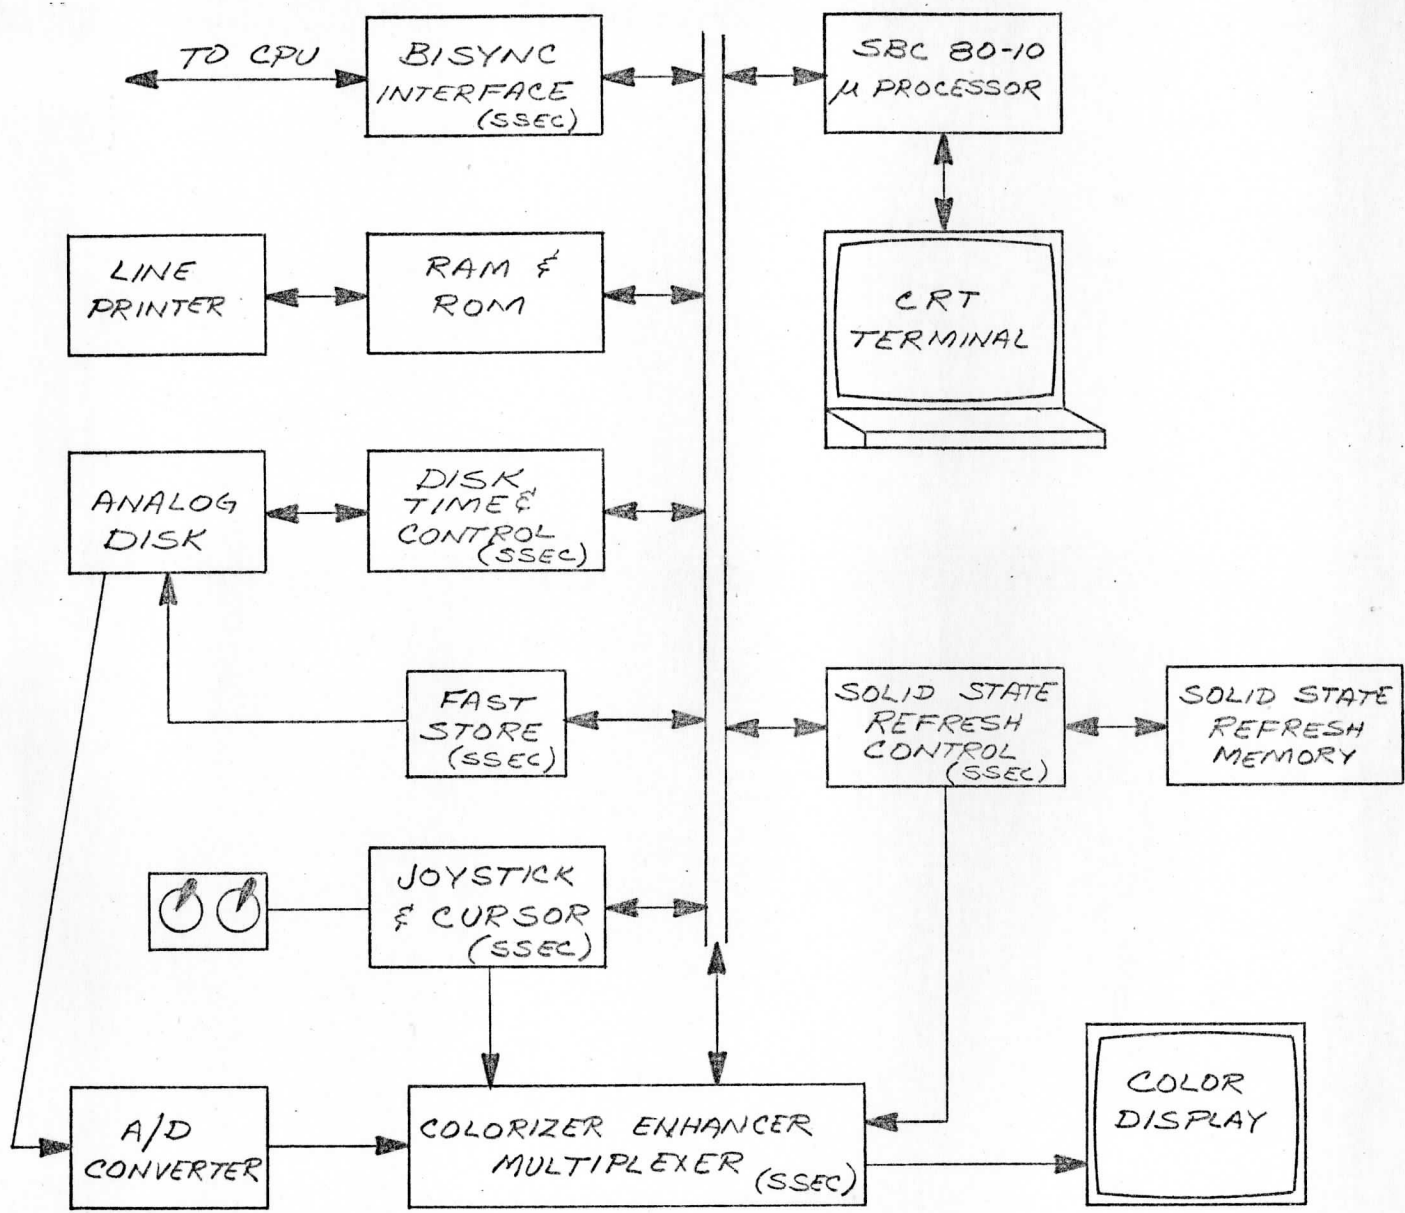 TO CPU
BISYNC
INTERFACE
(SSEC)
SBC 80-10
µ PROCESSOR
LINE
PRINTER
RAM &
ROM
CRT
TERMINAL
ANALOG
DISK
DISK
TIME &
CONTROL
(SSEC)
FAST
STORE
(SSEC)
SOLID STATE
REFRESH
CONTROL
(SSEC)
SOLID STATE
REFRESH
MEMORY
JOYSTICK
& CURSOR
(SSEC)
A/D
CONVERTER
COLORIZER ENHANCER
MULTIPLEXER
(SSEC)
COLOR
DISPLAY